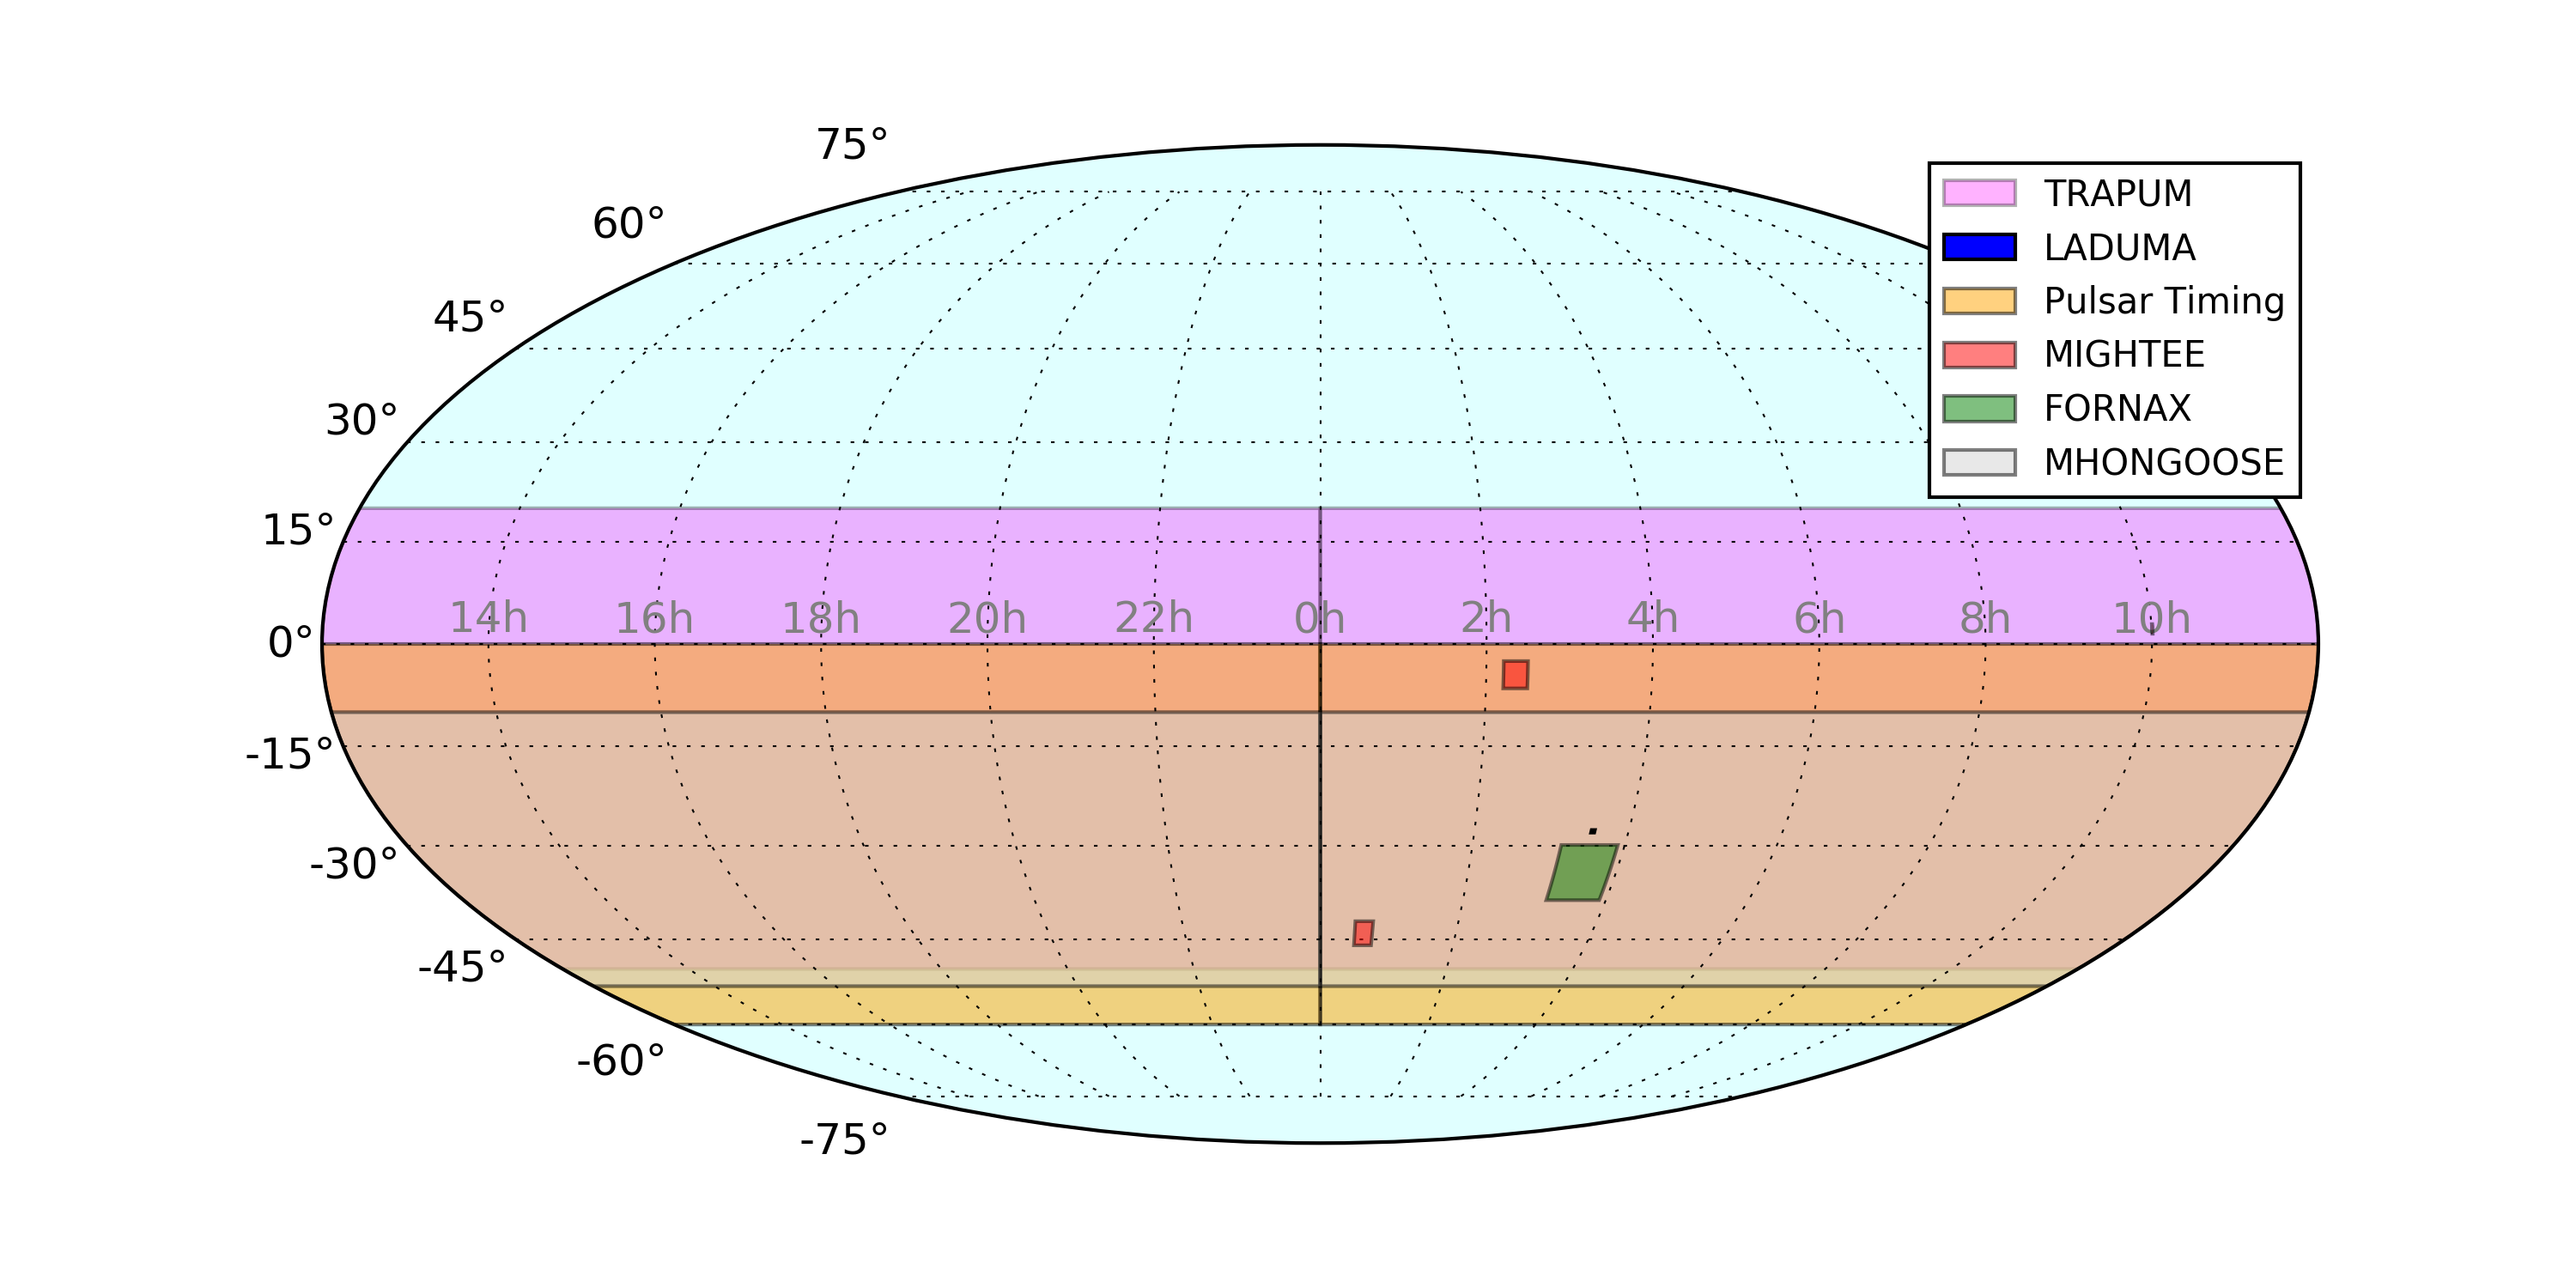 75°
60°
45°
30°
15°
0°
-15°
-30°
-45°
-60°
-75°
14h 16h 18h 20h 22h 0h 2h 4h 6h 8h 10h
TRAPUM
LADUMA
Pulsar Timing
MIGHTEE
FORNAX
MHONGOOSE